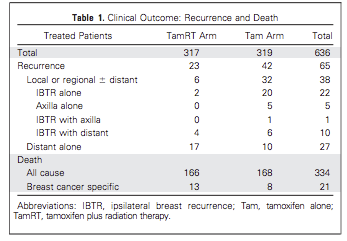 Table 1. Clinical Outcome: Recurrence and Death
Treated Patients TamRT Arm Tam Arm Total
Total 317 319 636
Recurrence 23 42 65
Local or regional ± distant 6 32 38
IBTR alone 2 20 22
Axilla alone 0 5 5
IBTR with axilla 0 1 1
IBTR with distant 4 6 10
Distant alone 17 10 27
Death
All cause 166 168 334
Breast cancer specific 13 8 21
Abbreviations: IBTR, ipsilateral breast recurrence; Tam, tamoxifen alone;
TamRT, tamoxifen plus radiation therapy.